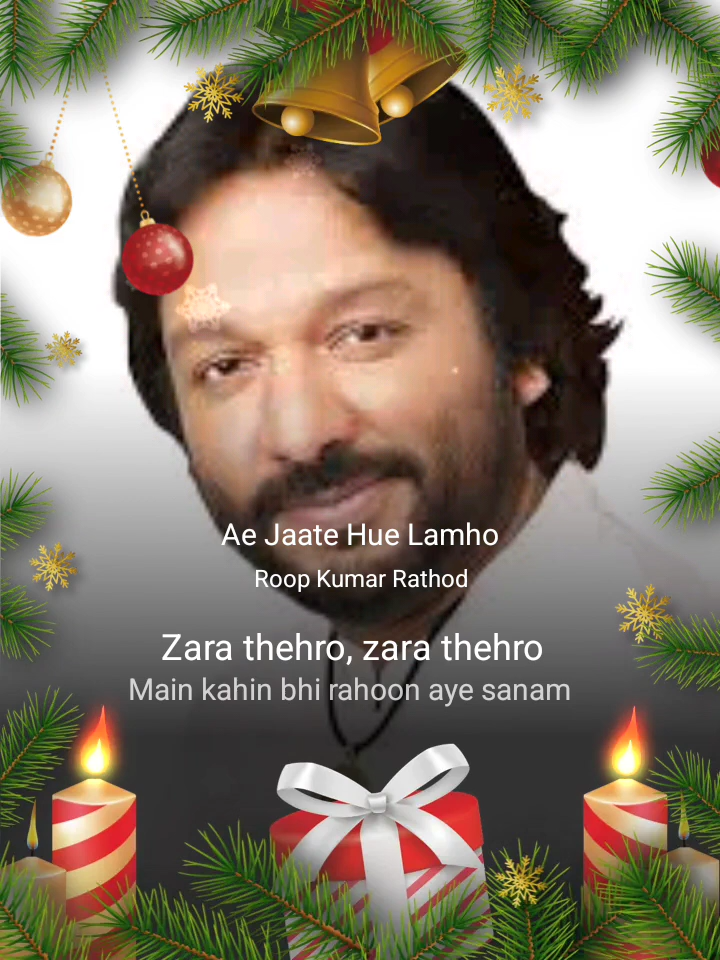 Ae Jaate Hue Lamho
Roop Kumar Rathod
Zara thehro, zara thehro
Main kahin bhi rahoon aye sanam